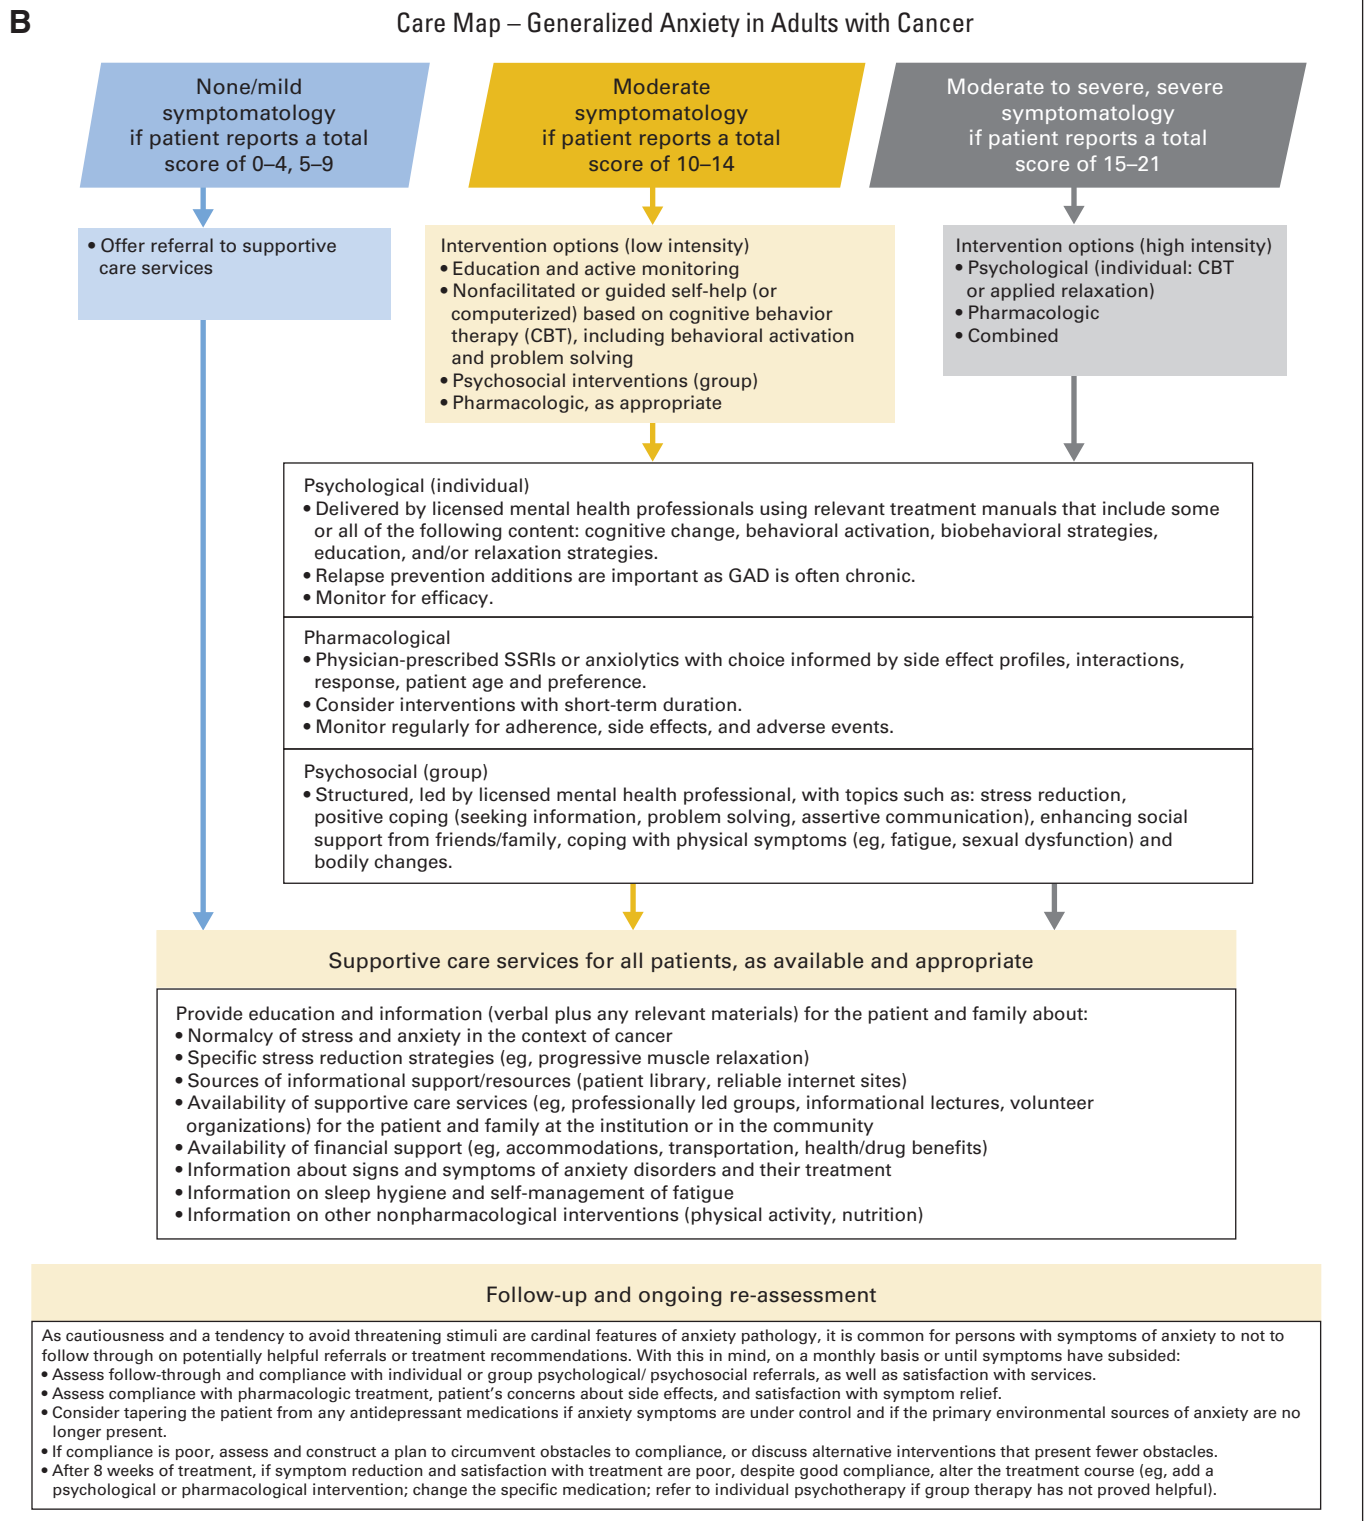 B
Care Map – Generalized Anxiety in Adults with Cancer
None/mild
symptomatology
if patient reports a total
score of 0–4, 5–9
Moderate
symptomatology
if patient reports a total
score of 10–14
Moderate to severe, severe
symptomatology
if patient reports a total
score of 15–21
• Offer referral to supportive
care services
Intervention options (low intensity)
• Education and active monitoring
• Nonfacilitated or guided self-help (or
computerized) based on cognitive behavior
therapy (CBT), including behavioral activation
and problem solving
• Psychosocial interventions (group)
• Pharmacologic, as appropriate
Intervention options (high intensity)
• Psychological (individual: CBT
or applied relaxation)
• Pharmacologic
• Combined
Psychological (individual)
• Delivered by licensed mental health professionals using relevant treatment manuals that include some
or all of the following content: cognitive change, behavioral activation, biobehavioral strategies,
education, and/or relaxation strategies.
• Relapse prevention additions are important as GAD is often chronic.
• Monitor for efficacy.
Pharmacological
• Physician-prescribed SSRIs or anxiolytics with choice informed by side effect profiles, interactions,
response, patient age and preference.
• Consider interventions with short-term duration.
• Monitor regularly for adherence, side effects, and adverse events.
Psychosocial (group)
• Structured, led by licensed mental health professional, with topics such as: stress reduction,
positive coping (seeking information, problem solving, assertive communication), enhancing social
support from friends/family, coping with physical symptoms (eg, fatigue, sexual dysfunction) and
bodily changes.
Supportive care services for all patients, as available and appropriate
Provide education and information (verbal plus any relevant materials) for the patient and family about:
• Normalcy of stress and anxiety in the context of cancer
• Specific stress reduction strategies (eg, progressive muscle relaxation)
• Sources of informational support/resources (patient library, reliable internet sites)
• Availability of supportive care services (eg, professionally led groups, informational lectures, volunteer
organizations) for the patient and family at the institution or in the community
• Availability of financial support (eg, accommodations, transportation, health/drug benefits)
• Information about signs and symptoms of anxiety disorders and their treatment
• Information on sleep hygiene and self-management of fatigue
• Information on other nonpharmacological interventions (physical activity, nutrition)
Follow-up and ongoing re-assessment
As cautiousness and a tendency to avoid threatening stimuli are cardinal features of anxiety pathology, it is common for persons with symptoms of anxiety to not to
follow through on potentially helpful referrals or treatment recommendations. With this in mind, on a monthly basis or until symptoms have subsided:
• Assess follow-through and compliance with individual or group psychological/ psychosocial referrals, as well as satisfaction with services.
• Assess compliance with pharmacologic treatment, patient's concerns about side effects, and satisfaction with symptom relief.
• Consider tapering the patient from any antidepressant medications if anxiety symptoms are under control and if the primary environmental sources of anxiety are no
longer present.
• If compliance is poor, assess and construct a plan to circumvent obstacles to compliance, or discuss alternative interventions that present fewer obstacles.
• After 8 weeks of treatment, if symptom reduction and satisfaction with treatment are poor, despite good compliance, alter the treatment course (eg, add a
psychological or pharmacological intervention; change the specific medication; refer to individual psychotherapy if group therapy has not proved helpful).